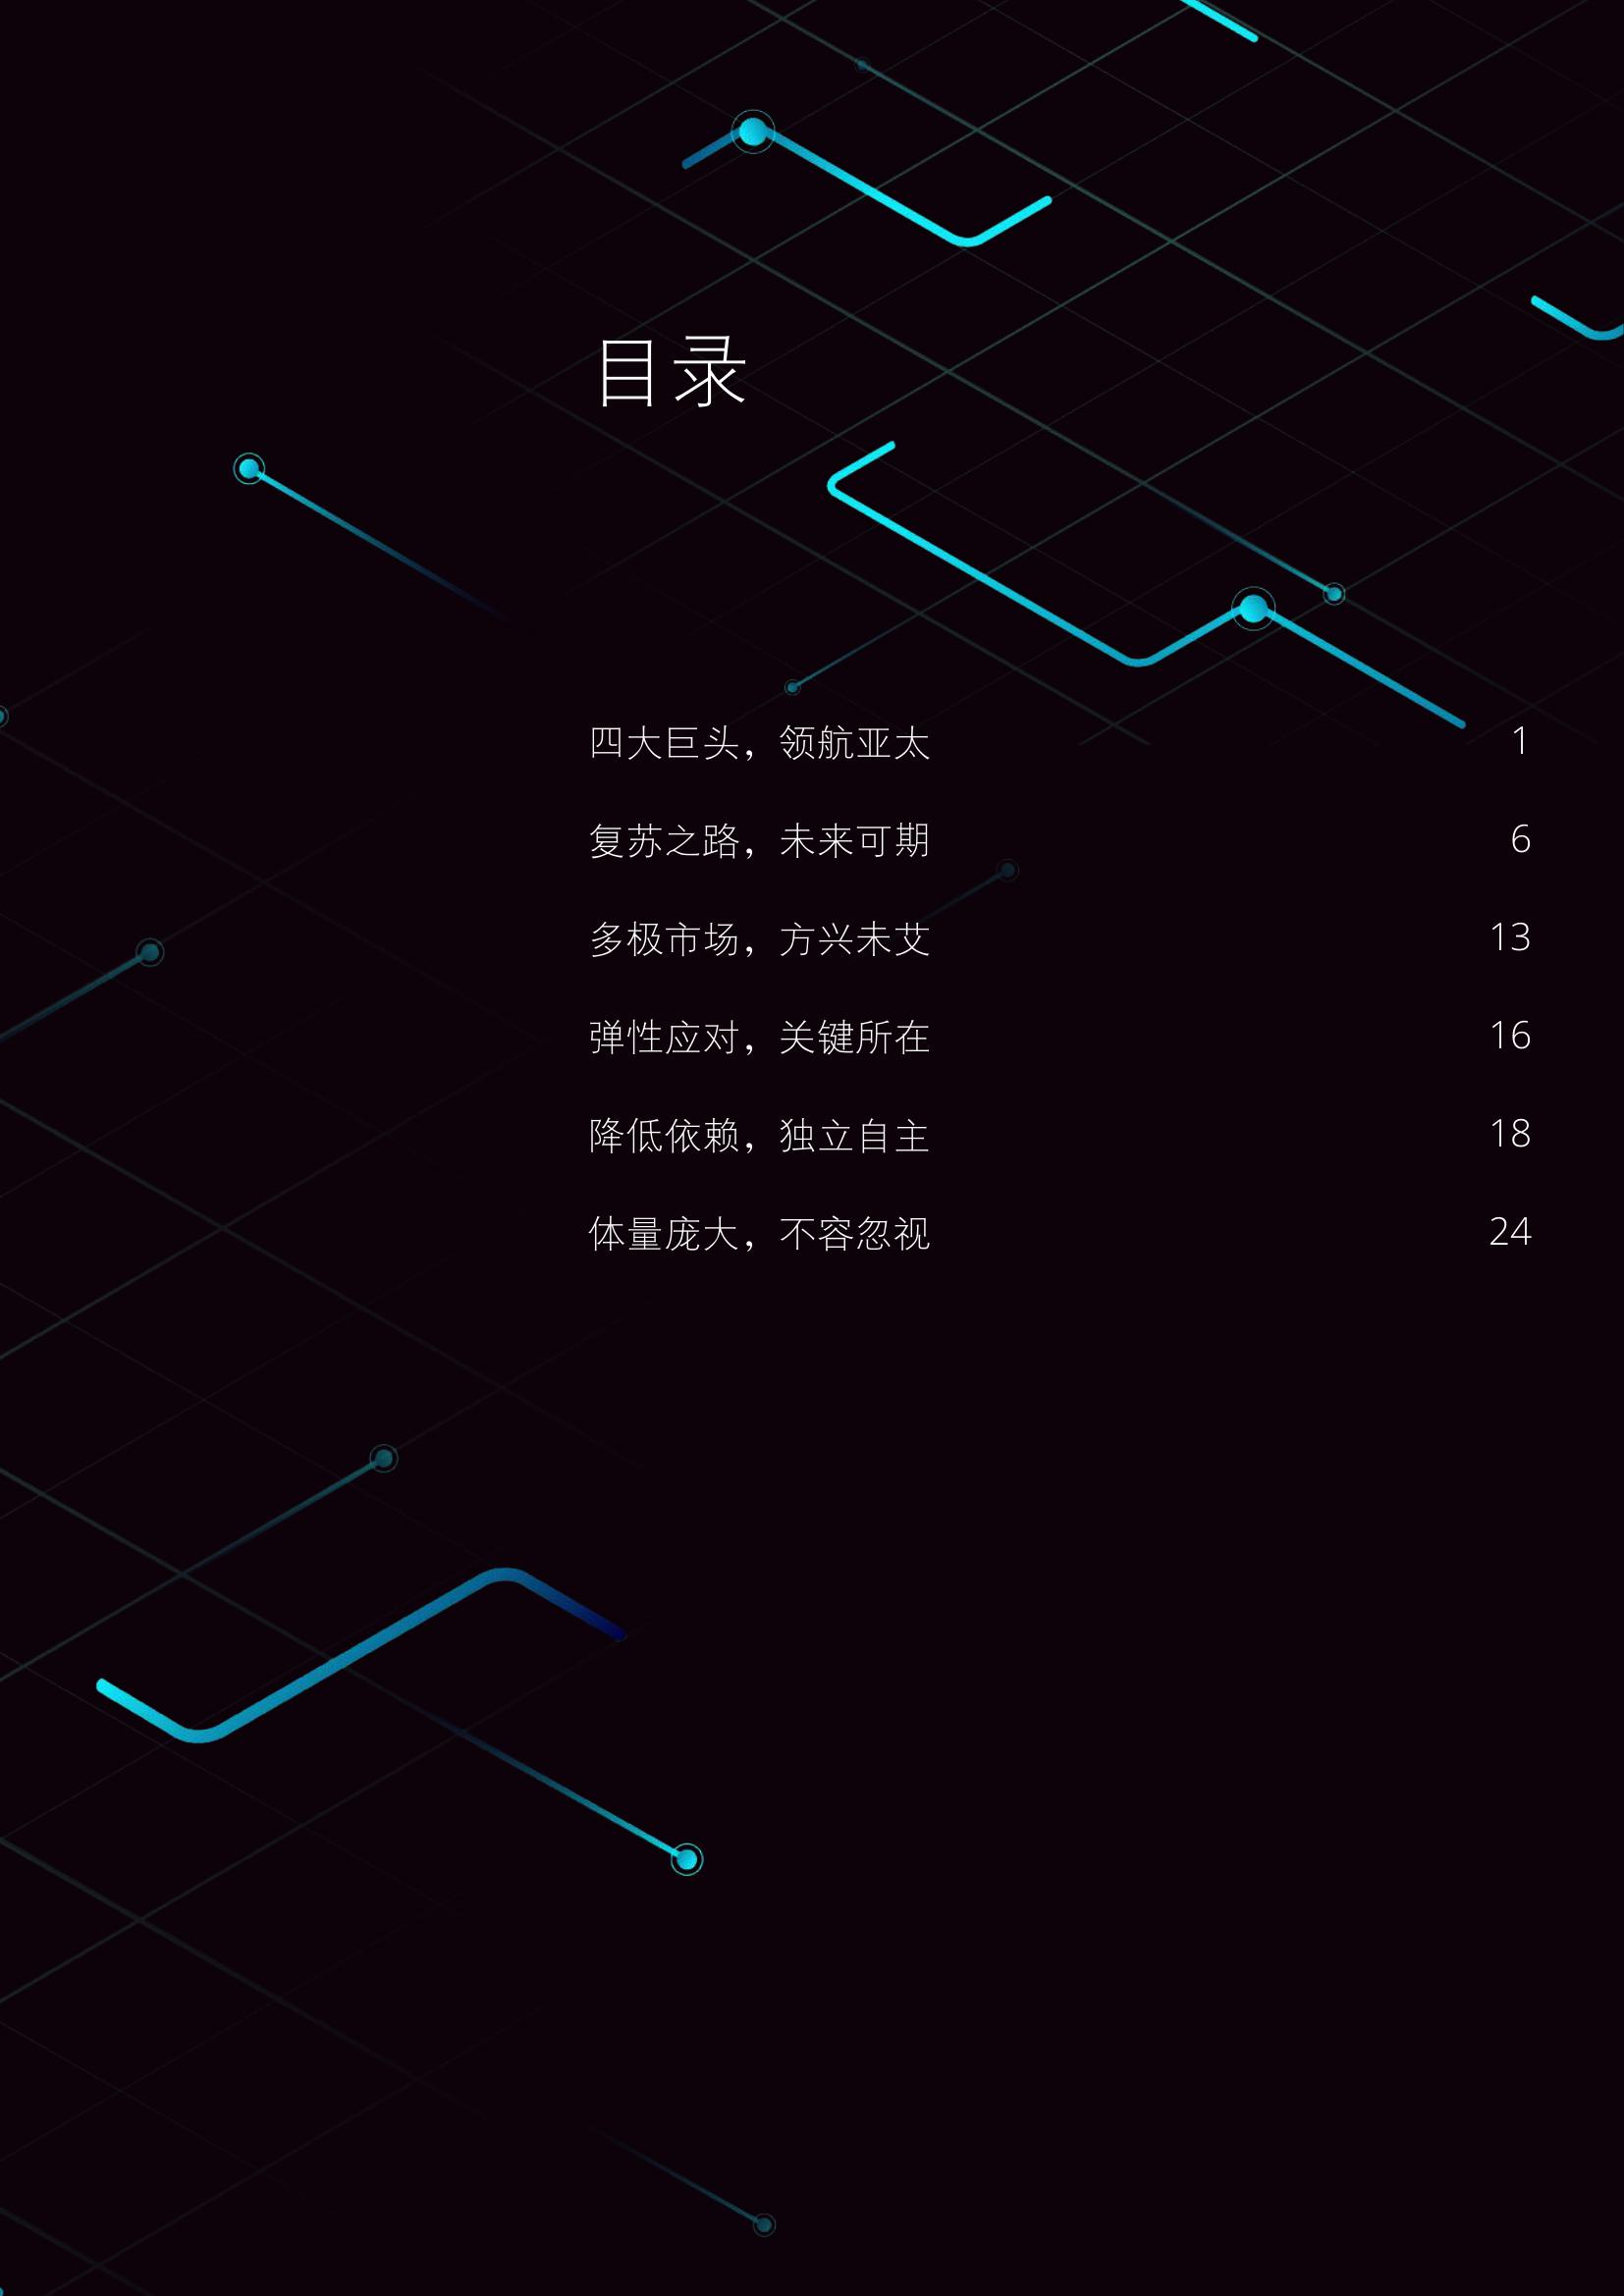 目录
四大巨头，领航亚太 1
复苏之路，未来可期 6
多极市场，方兴未艾 13
弹性应对，关键所在 16
降低依赖，独立自主 18
体量庞大，不容忽视 24